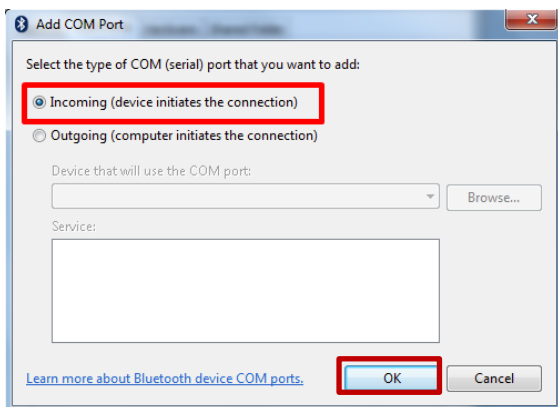 Add COM Port
Select the type of COM (serial) port that you want to add:
Incoming (device initiates the connection)
Outgoing (computer initiates the connection)
Device that will use the COM port:
Browse...
Service:
Learn more about Bluetooth device COM ports.
OK
Cancel